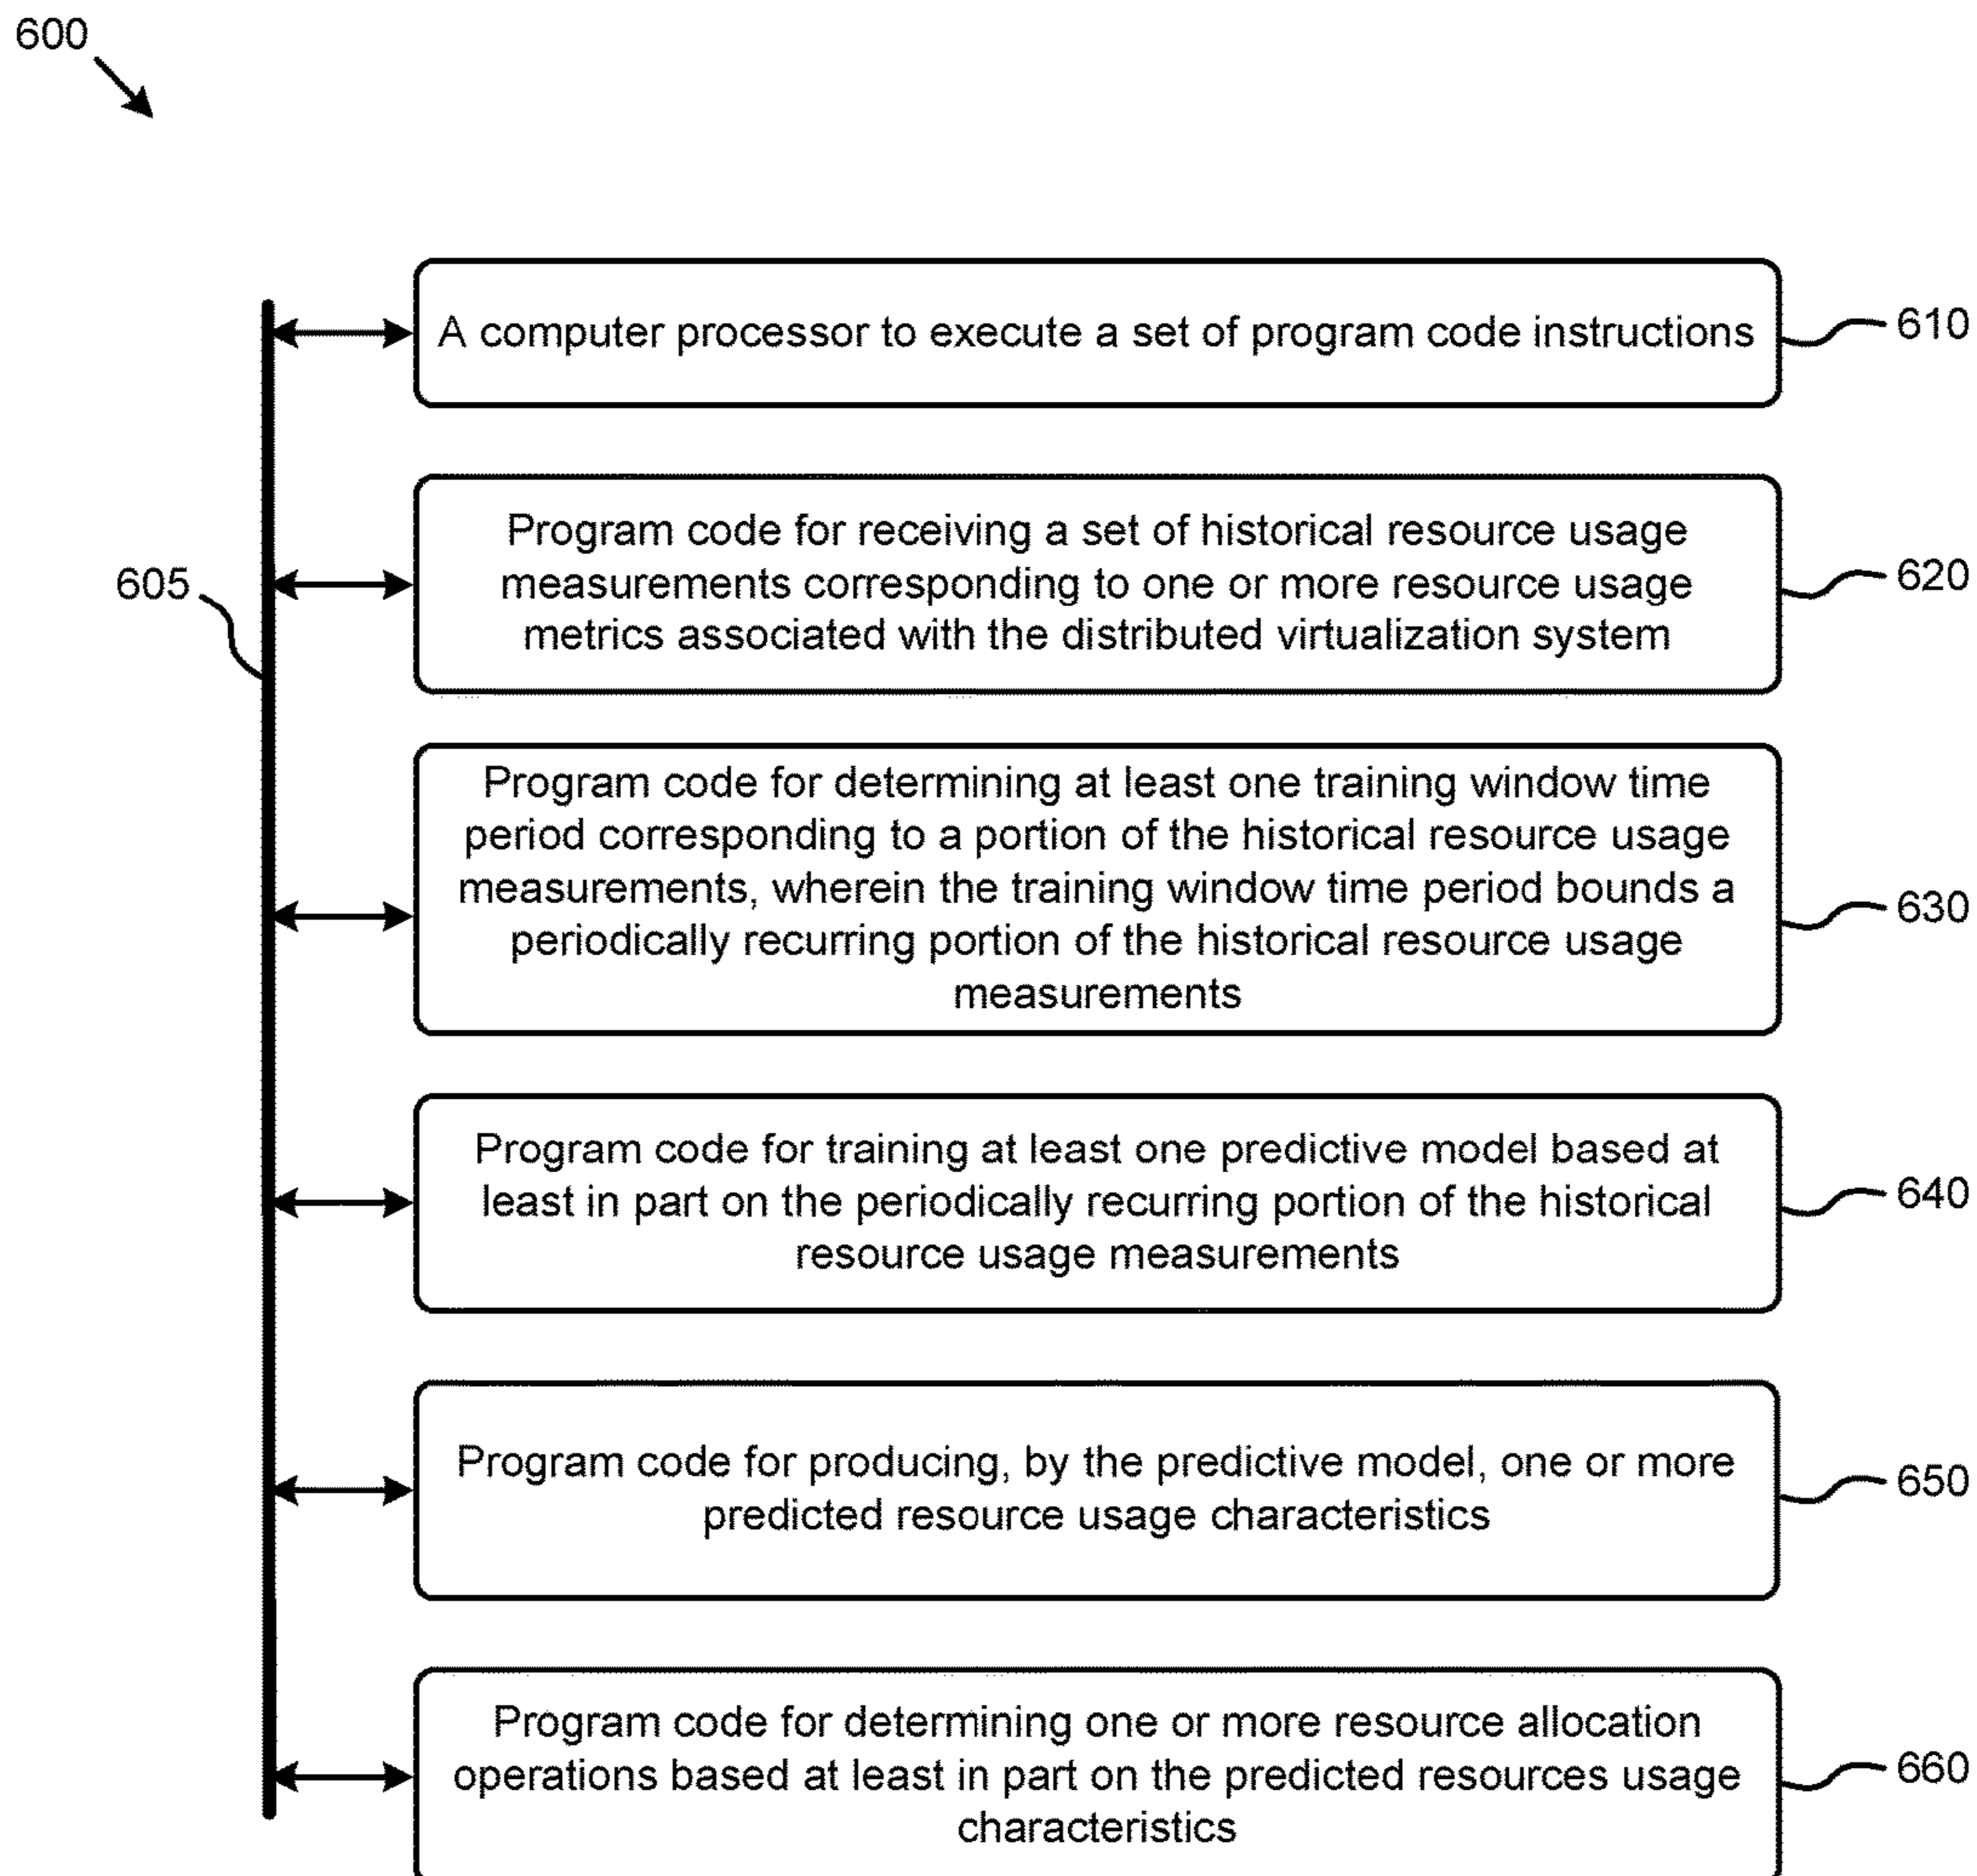 600
A computer processor to execute a set of program code instructions
610
Program code for receiving a set of historical resource usage
measurements corresponding to one or more resource usage
metrics associated with the distributed virtualization system
620
605
Program code for determining at least one training window time
period corresponding to a portion of the historical resource usage
measurements, wherein the training window time period bounds a
periodically recurring portion of the historical resource usage
measurements
630
Program code for training at least one predictive model based at
least in part on the periodically recurring portion of the historical
resource usage measurements
640
Program code for producing, by the predictive model, one or more
predicted resource usage characteristics
650
Program code for determining one or more resource allocation
operations based at least in part on the predicted resources usage
characteristics
660